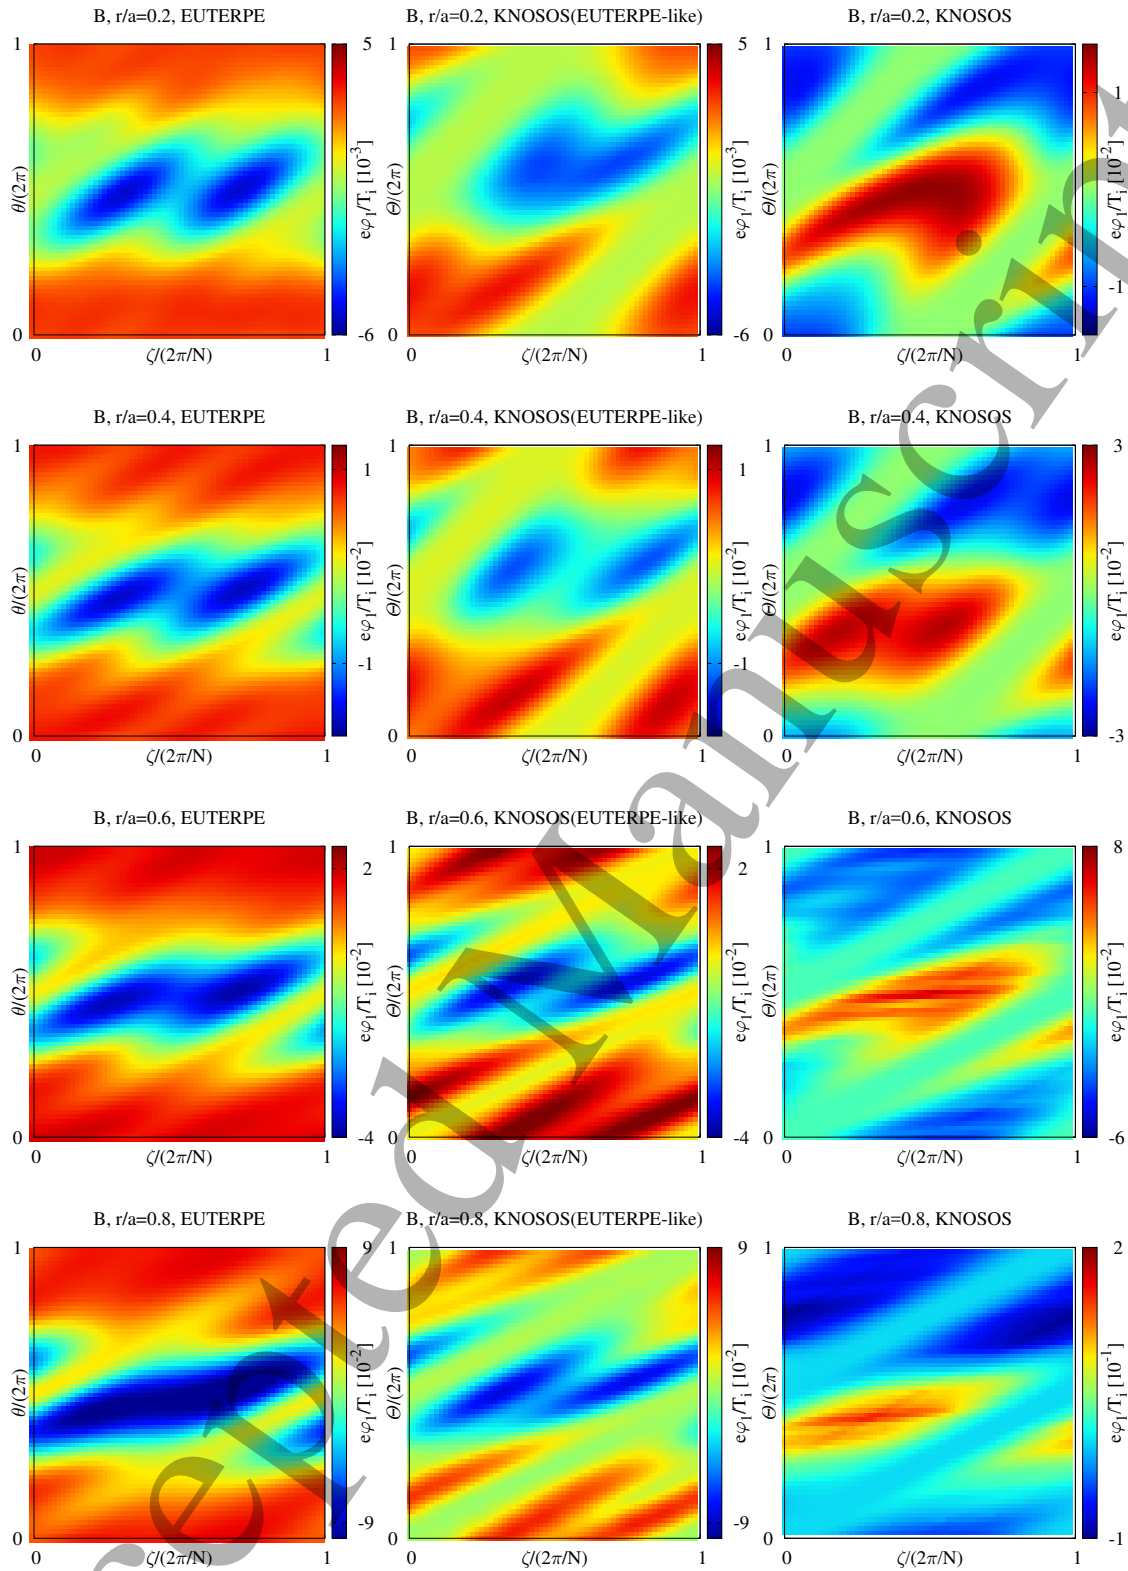 B, r/a=0.2, EUTERPE
B, r/a=0.2, KNOSOS(EUTERPE-like)
B, r/a=0.2, KNOSOS
1
θ/(2π)
0
0
ζ/(2π/N)
1
5
eφ₁/Tᵢ [10⁻³]
-6
1
Θ/(2π)
0
0
ζ/(2π/N)
1
5
eφ₁/Tᵢ [10⁻³]
-6
1
Θ/(2π)
0
0
ζ/(2π/N)
1
1
eφ₁/Tᵢ [10⁻²]
-1
B, r/a=0.4, EUTERPE
B, r/a=0.4, KNOSOS(EUTERPE-like)
B, r/a=0.4, KNOSOS
1
θ/(2π)
0
0
ζ/(2π/N)
1
1
eφ₁/Tᵢ [10⁻²]
-1
1
Θ/(2π)
0
0
ζ/(2π/N)
1
1
eφ₁/Tᵢ [10⁻²]
-1
1
Θ/(2π)
0
0
ζ/(2π/N)
1
3
eφ₁/Tᵢ [10⁻²]
-3
B, r/a=0.6, EUTERPE
B, r/a=0.6, KNOSOS(EUTERPE-like)
B, r/a=0.6, KNOSOS
1
θ/(2π)
0
0
ζ/(2π/N)
1
2
eφ₁/Tᵢ [10⁻²]
-4
1
Θ/(2π)
0
0
ζ/(2π/N)
1
2
eφ₁/Tᵢ [10⁻²]
-4
1
Θ/(2π)
0
0
ζ/(2π/N)
1
8
eφ₁/Tᵢ [10⁻²]
-6
B, r/a=0.8, EUTERPE
B, r/a=0.8, KNOSOS(EUTERPE-like)
B, r/a=0.8, KNOSOS
1
θ/(2π)
0
0
ζ/(2π/N)
1
9
eφ₁/Tᵢ [10⁻²]
-9
1
Θ/(2π)
0
0
ζ/(2π/N)
1
9
eφ₁/Tᵢ [10⁻²]
-9
1
Θ/(2π)
0
0
ζ/(2π/N)
1
2
eφ₁/Tᵢ [10⁻¹]
-1
cepted Manuscript